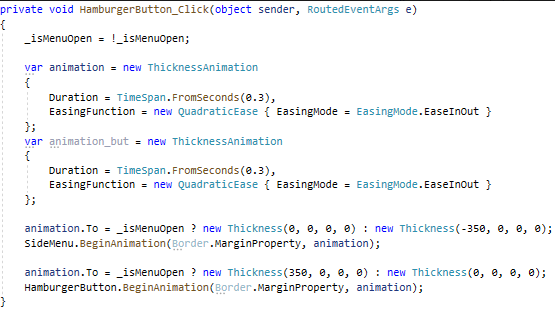 private void HamburgerButton_Click(object sender, RoutedEventArgs e)
{
    _isMenuOpen = !_isMenuOpen;

    var animation = new ThicknessAnimation
    {
        Duration = TimeSpan.FromSeconds(0.3),
        EasingFunction = new QuadraticEase { EasingMode = EasingMode.EaseInOut }
    };
    var animation_but = new ThicknessAnimation
    {
        Duration = TimeSpan.FromSeconds(0.3),
        EasingFunction = new QuadraticEase { EasingMode = EasingMode.EaseInOut }
    };

    animation.To = _isMenuOpen ? new Thickness(0, 0, 0, 0) : new Thickness(-350, 0, 0, 0);
    SideMenu.BeginAnimation(Border.MarginProperty, animation);

    animation.To = _isMenuOpen ? new Thickness(350, 0, 0, 0) : new Thickness(0, 0, 0, 0);
    HamburgerButton.BeginAnimation(Border.MarginProperty, animation);
}